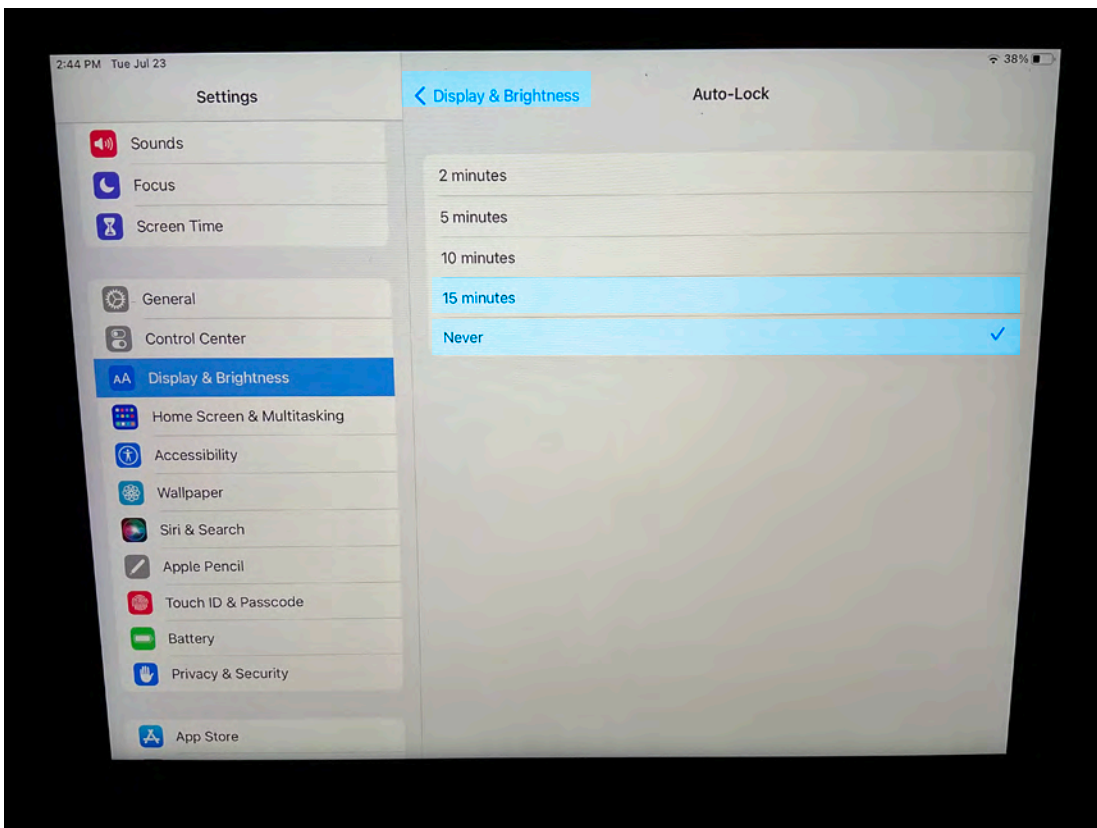 2:44 PM Tue Jul 23
38%
Settings
Sounds
Focus
Screen Time
General
Control Center
AA Display & Brightness
Home Screen & Multitasking
Accessibility
Wallpaper
Siri & Search
Apple Pencil
Touch ID & Passcode
Battery
Privacy & Security
App Store
Display & Brightness
Auto-Lock
2 minutes
5 minutes
10 minutes
15 minutes
Never